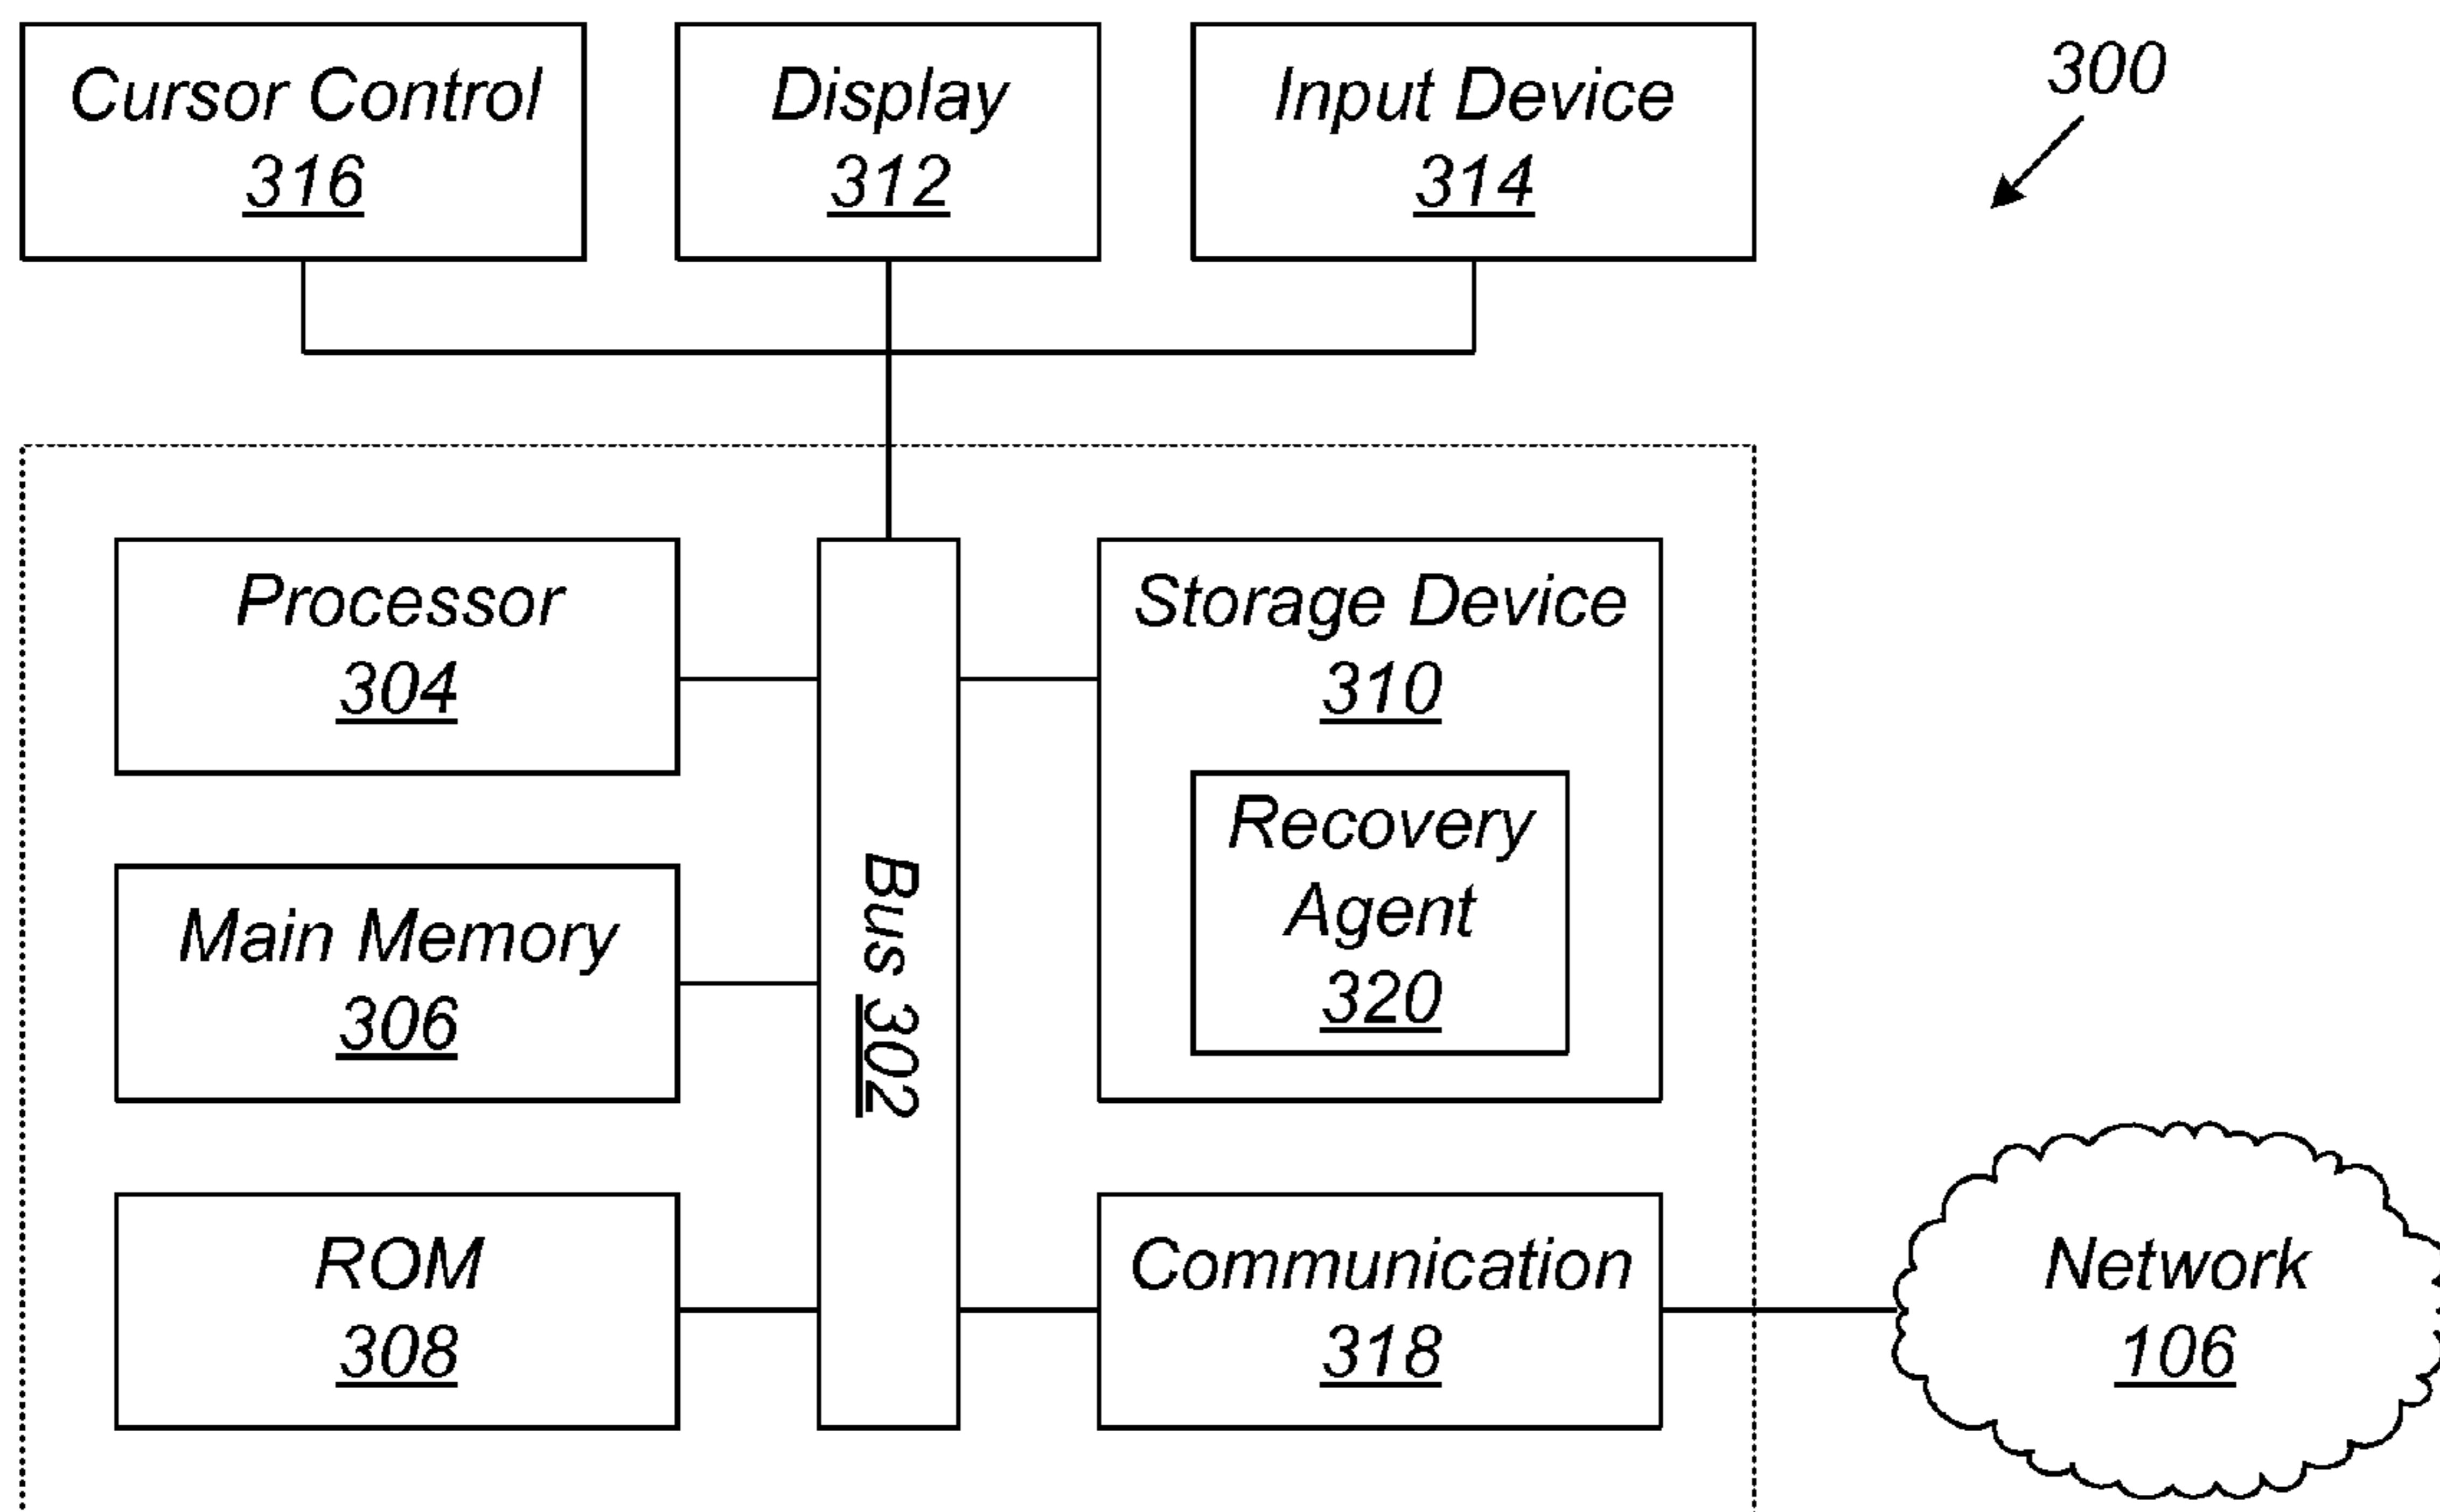 Cursor Control
316
Display
312
Input Device
314
300
Processor
304
Storage Device
310
Recovery
Agent
320
Main Memory
306
Bus 302
ROM
308
Communication
318
Network
106